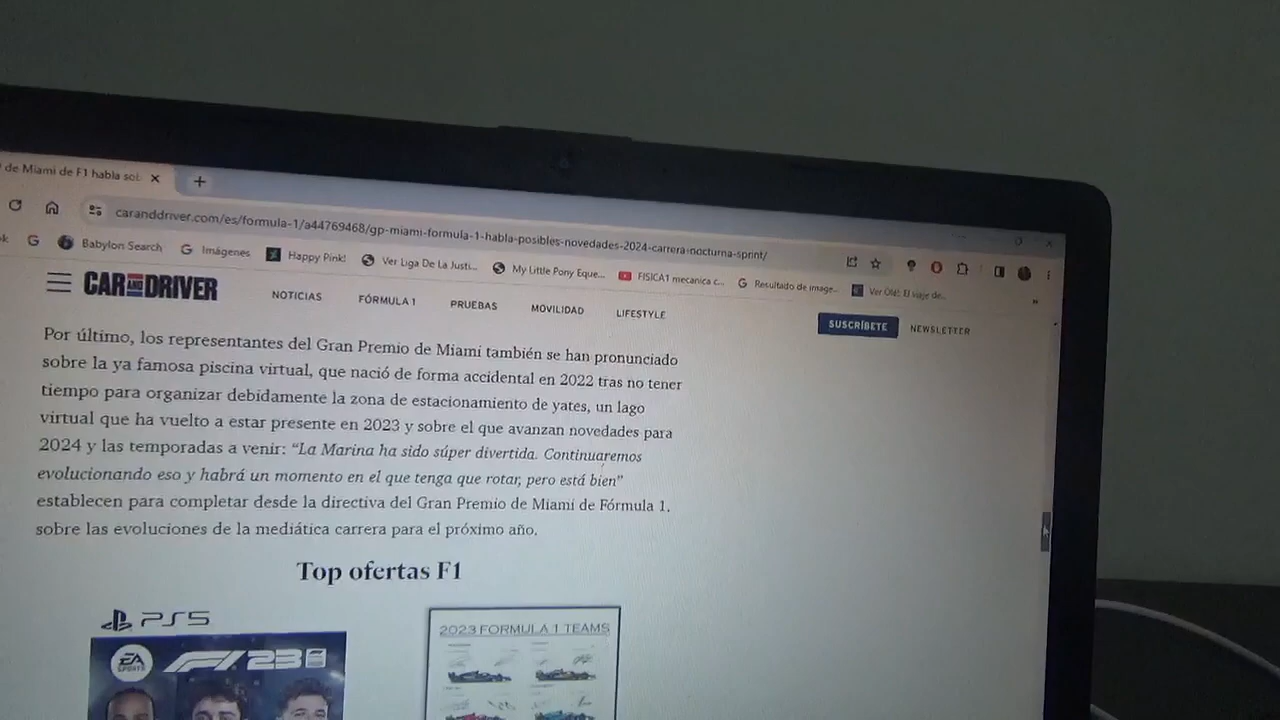 de Miami de F1 habla sob
caranddriver.com/es/formula-1/a44769468/gp-miami-formula-1-habla-posibles-novedades-2024-carrera-nocturna-sprint/
Babylon Search
Imágenes
Happy Pink!
Ver Liga De La Justi...
My Little Pony Eque...
FISICA1 mecanica c...
Resultado de image...
Ver Olé! El viaje de...
CAR AND DRIVER
NOTICIAS
FÓRMULA 1
PRUEBAS
MOVILIDAD
LIFESTYLE
SUSCRÍBETE
NEWSLETTER
Por último, los representantes del Gran Premio de Miami también se han pronunciado
sobre la ya famosa piscina virtual, que nació de forma accidental en 2022 tras no tener
tiempo para organizar debidamente la zona de estacionamiento de yates, un lago
virtual que ha vuelto a estar presente en 2023 y sobre el que avanzan novedades para
2024 y las temporadas a venir: “La Marina ha sido súper divertida. Continuaremos
evolucionando eso y habrá un momento en el que tenga que rotar, pero está bien”
establecen para completar desde la directiva del Gran Premio de Miami de Fórmula 1,
sobre las evoluciones de la mediática carrera para el próximo año.
Top ofertas F1
PS5
EA SPORTS
F1 23
2023 FORMULA 1 TEAMS